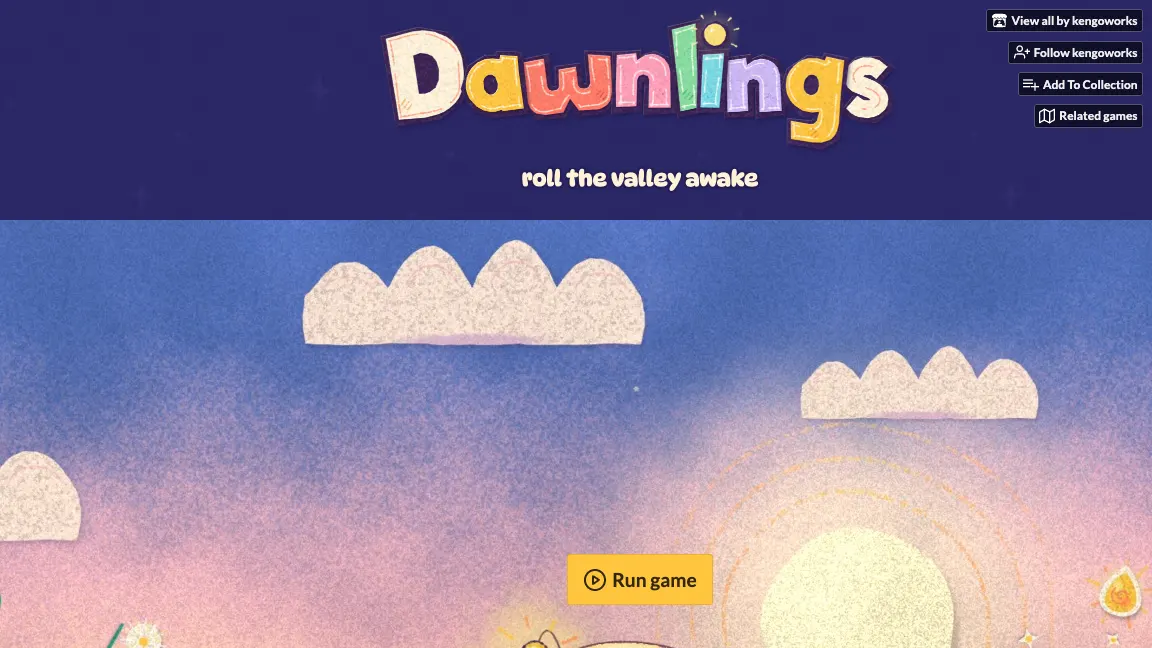 Dawnlings
roll the valley awake
View all by kengoworks
Follow kengoworks
Add To Collection
Related games
Run game